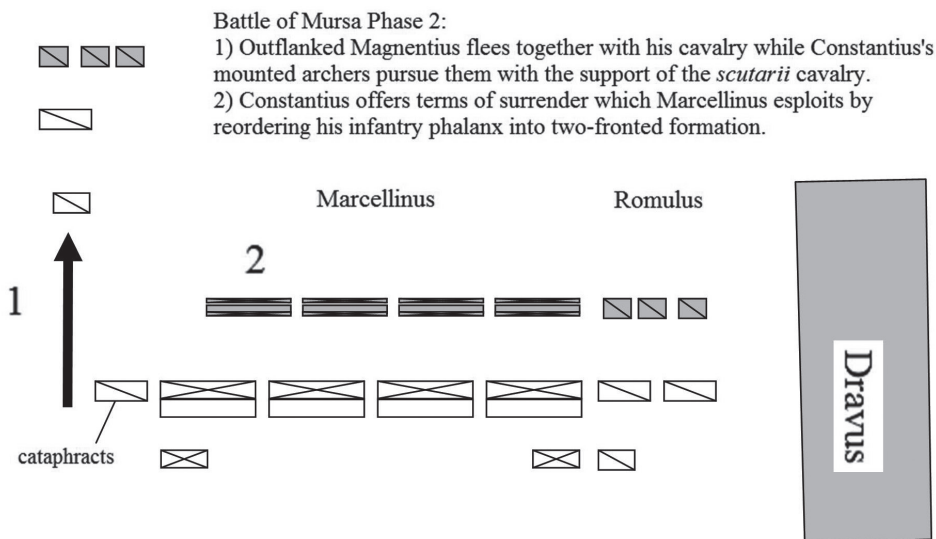 Battle of Mursa Phase 2:
1) Outflanked Magnentius flees together with his cavalry while Constantius's
mounted archers pursue them with the support of the scutarii cavalry.
2) Constantius offers terms of surrender which Marcellinus esploits by
reordering his infantry phalanx into two-fronted formation.
Marcellinus
Romulus
2
1
Dravus
cataphracts